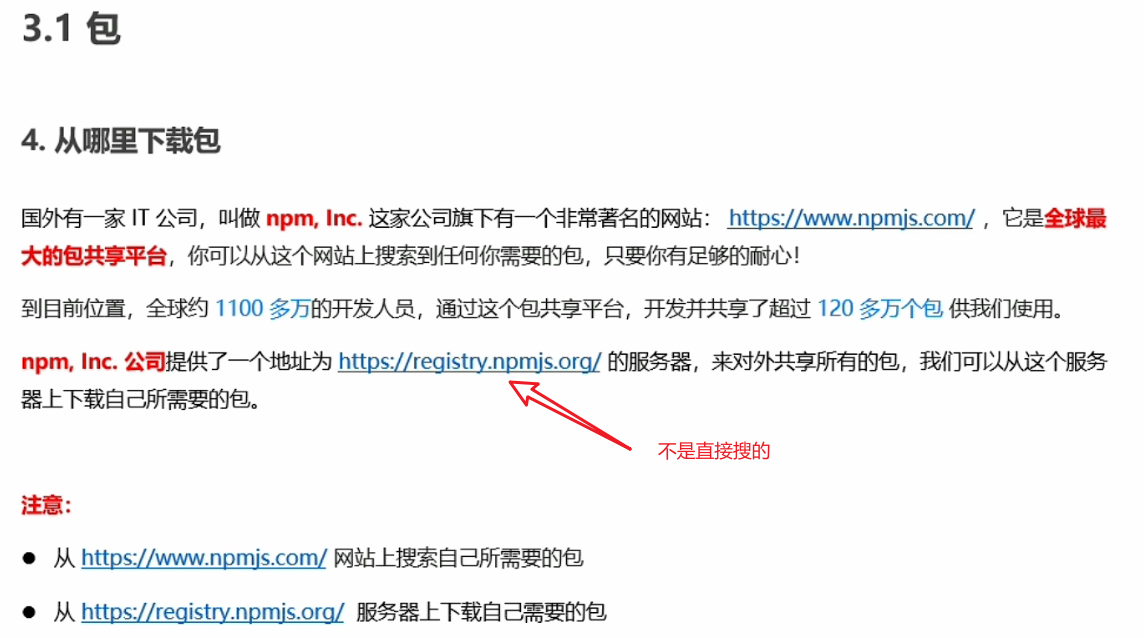 3.1 包
4. 从哪里下载包
国外有一家 IT 公司，叫做 npm, Inc. 这家公司旗下有一个非常著名的网站： https://www.npmjs.com/ ，它是全球最
大的包共享平台，你可以从这个网站上搜索到任何你需要的包，只要你有足够的耐心！
到目前位置，全球约 1100 多万的开发人员，通过这个包共享平台，开发并共享了超过 120 多万个包 供我们使用。
npm, Inc. 公司提供了一个地址为 https://registry.npmjs.org/ 的服务器，来对外共享所有的包，我们可以从这个服务
器上下载自己所需要的包。
不是直接搜的
注意：
● 从 https://www.npmjs.com/ 网站上搜索自己所需要的包
● 从 https://registry.npmjs.org/ 服务器上下载自己需要的包